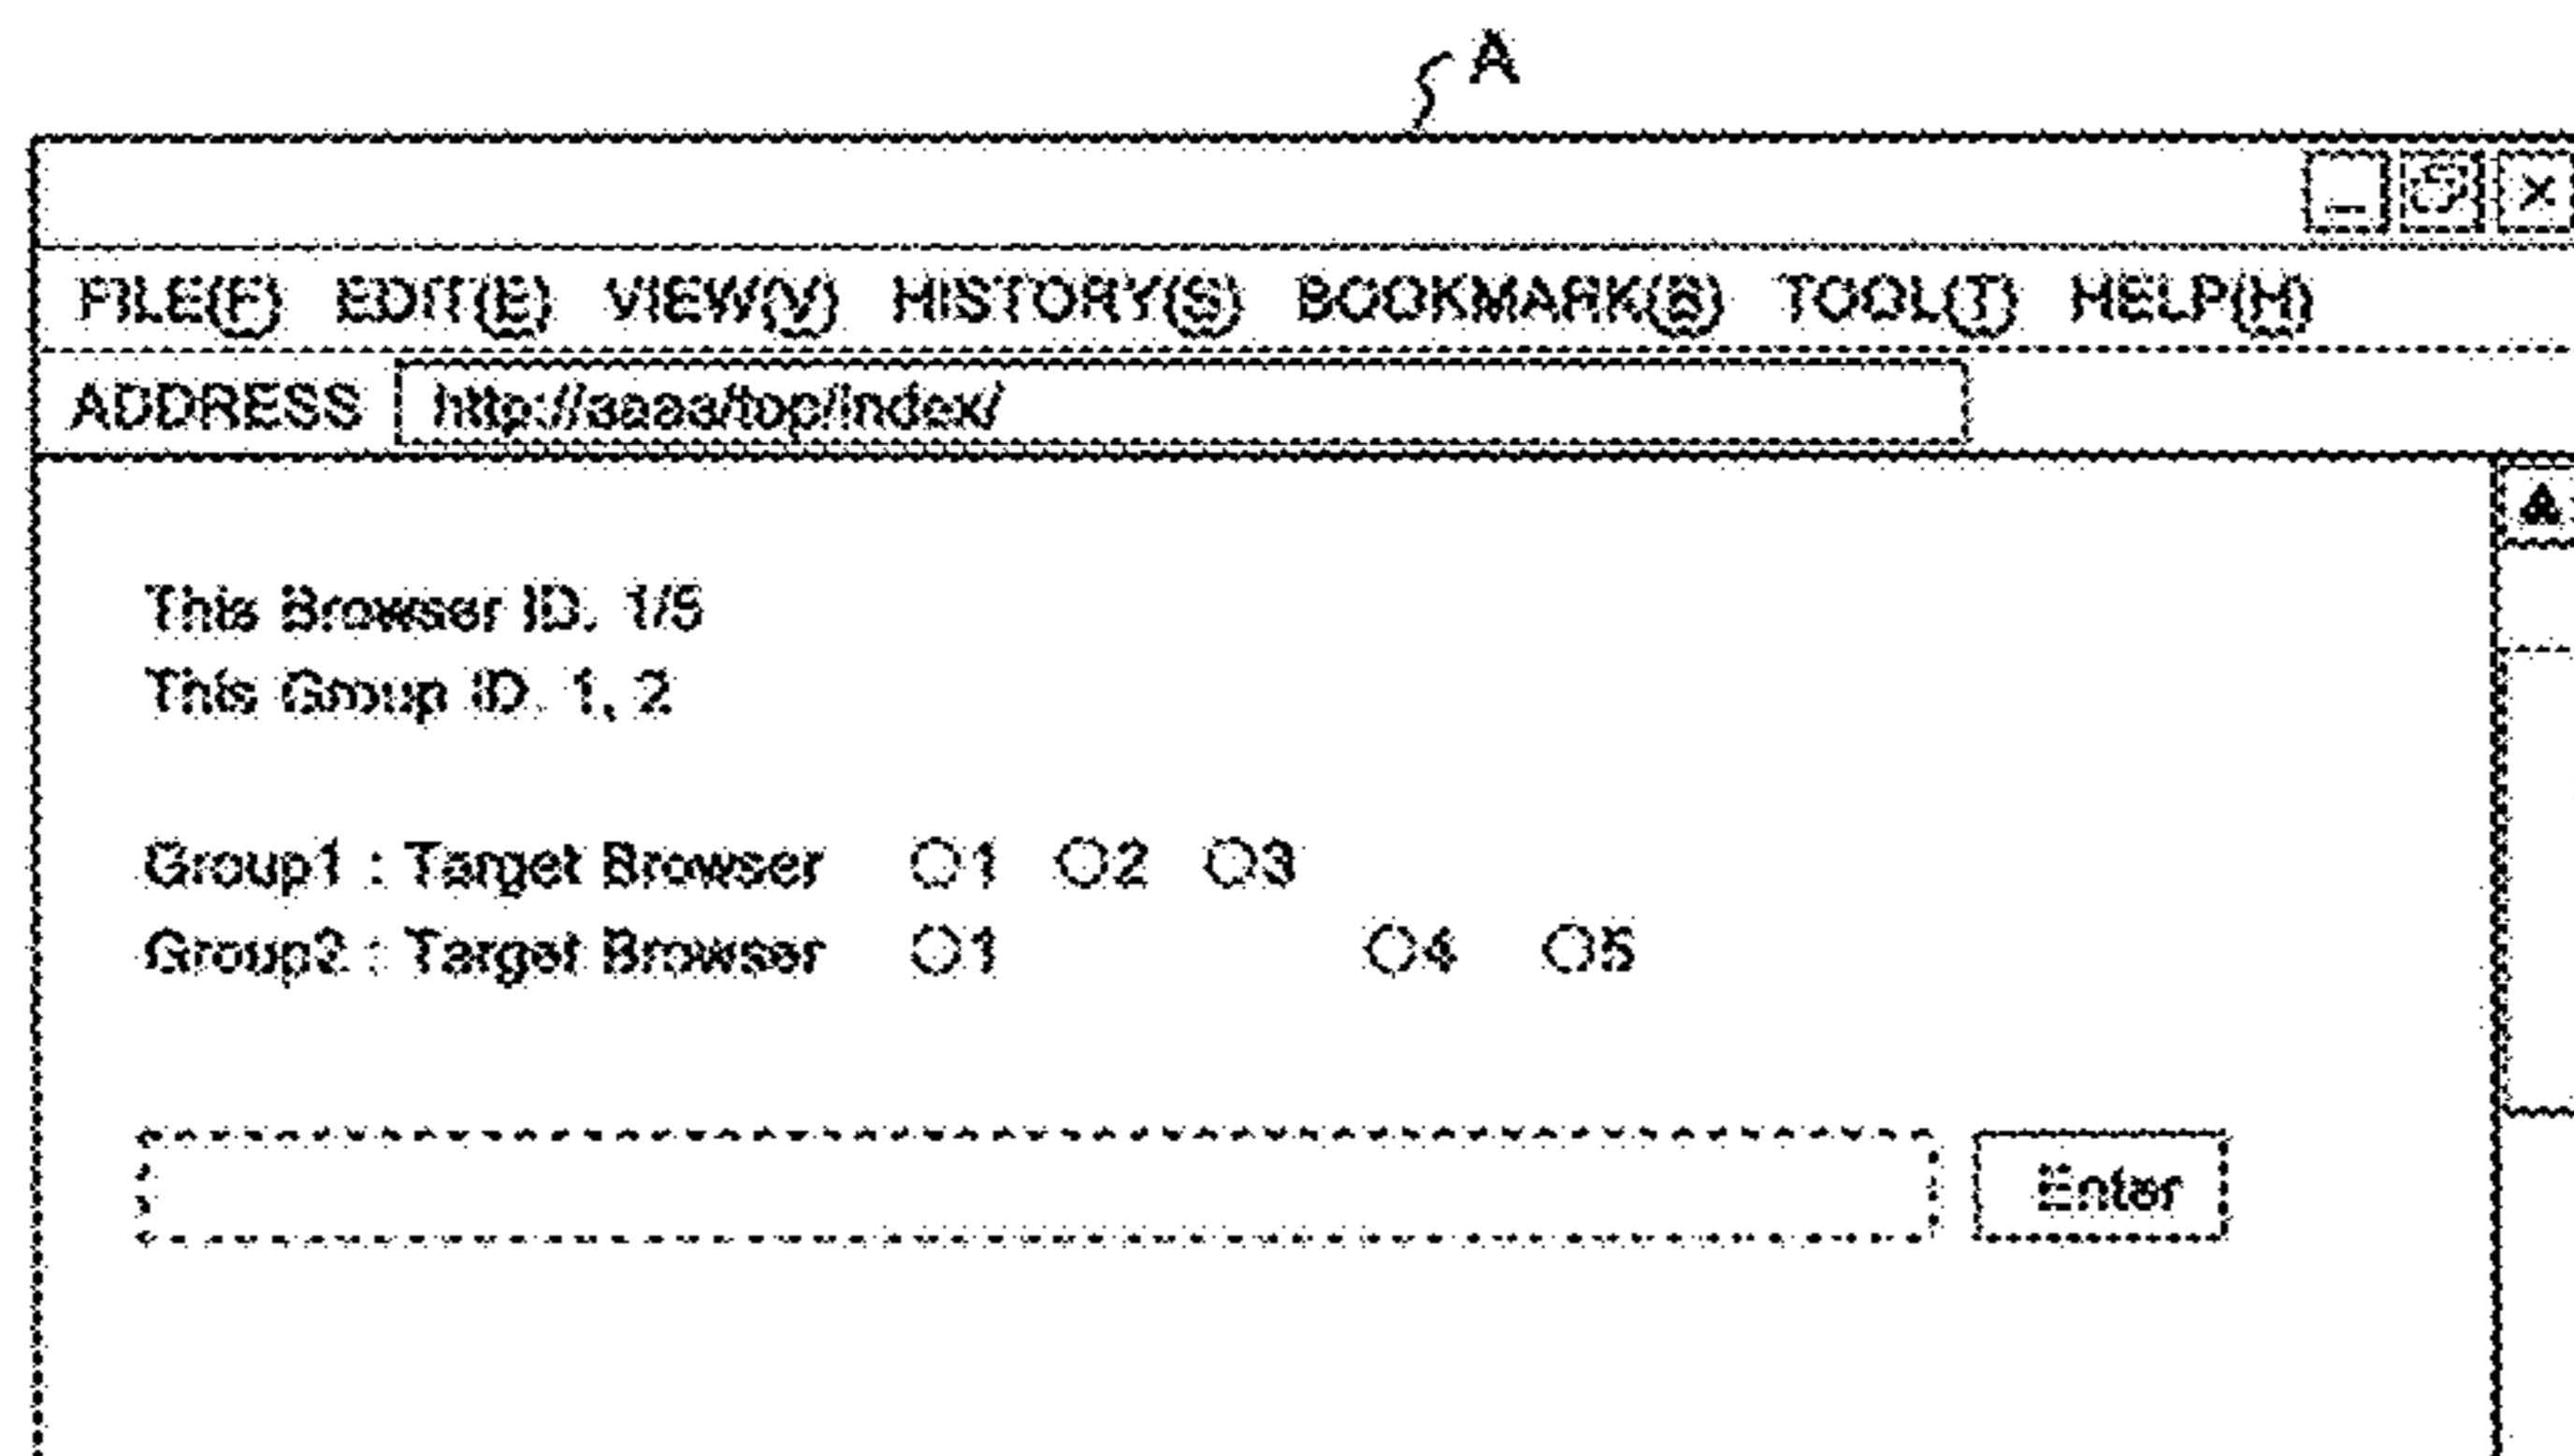 A
FILE(F) EDIT(E) VIEW(V) HISTORY(S) BOOKMARK(B) TOOL(T) HELP(H)
ADDRESS http://aaaa/top/index/
This Browser ID. 1/5
This Group ID. 1, 2
Group1 : Target Browser ○1 ○2 ○3
Group2 : Target Browser ○1 ○4 ○5
Enter